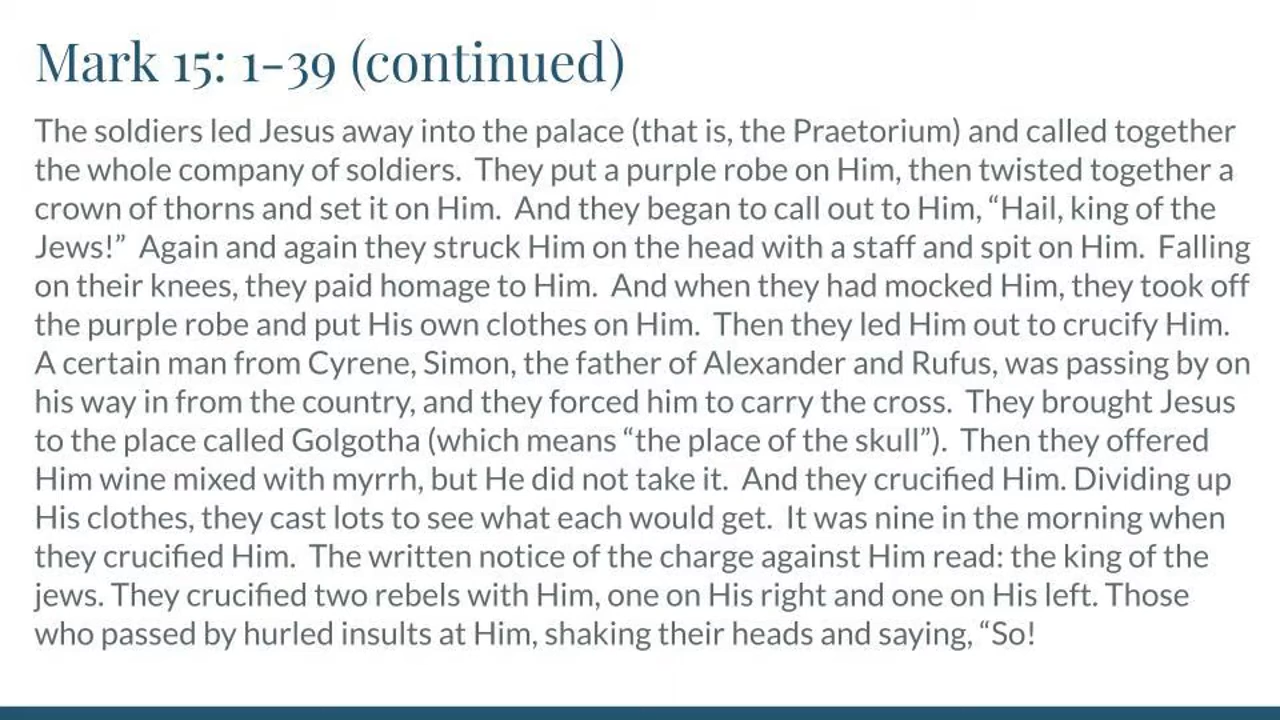 Mark 15: 1-39 (continued)
The soldiers led Jesus away into the palace (that is, the Praetorium) and called together
the whole company of soldiers.  They put a purple robe on Him, then twisted together a
crown of thorns and set it on Him.  And they began to call out to Him, “Hail, king of the
Jews!”  Again and again they struck Him on the head with a staff and spit on Him.  Falling
on their knees, they paid homage to Him.  And when they had mocked Him, they took off
the purple robe and put His own clothes on Him.  Then they led Him out to crucify Him.
A certain man from Cyrene, Simon, the father of Alexander and Rufus, was passing by on
his way in from the country, and they forced him to carry the cross.  They brought Jesus
to the place called Golgotha (which means “the place of the skull”).  Then they offered
Him wine mixed with myrrh, but He did not take it.  And they crucified Him. Dividing up
His clothes, they cast lots to see what each would get.  It was nine in the morning when
they crucified Him.  The written notice of the charge against Him read: the king of the
jews. They crucified two rebels with Him, one on His right and one on His left. Those
who passed by hurled insults at Him, shaking their heads and saying, “So!